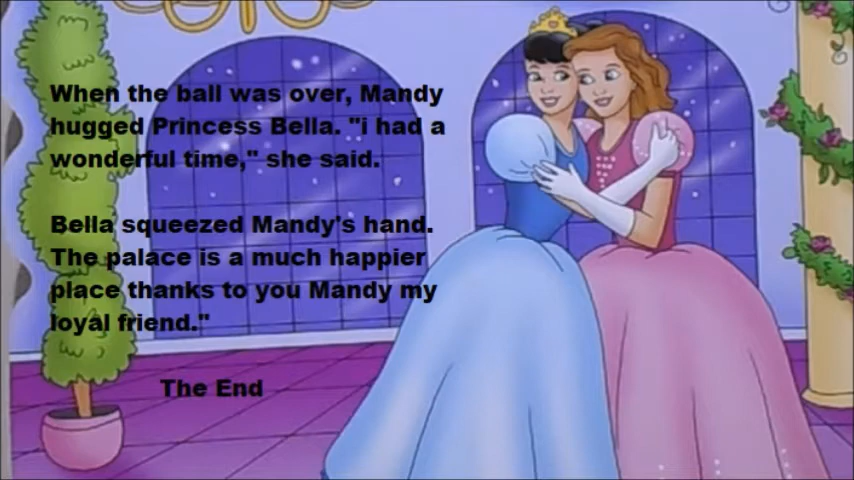 When the ball was over, Mandy
hugged Princess Bella. "i had a
wonderful time," she said.
Bella squeezed Mandy's hand.
The palace is a much happier
place thanks to you Mandy my
loyal friend."
The End